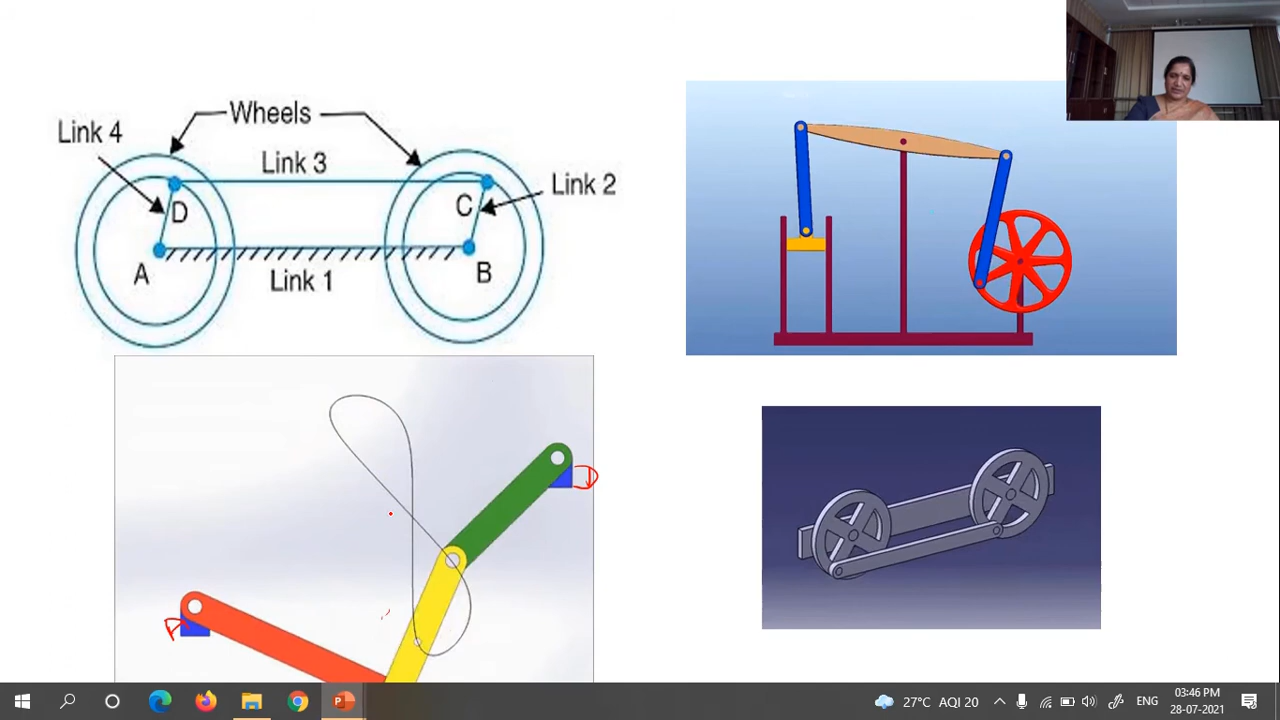 Wheels
Link 4
Link 3
Link 2
D
C
A
B
Link 1
D
A
27°C AQI 20
ENG
03:46 PM
28-07-2021